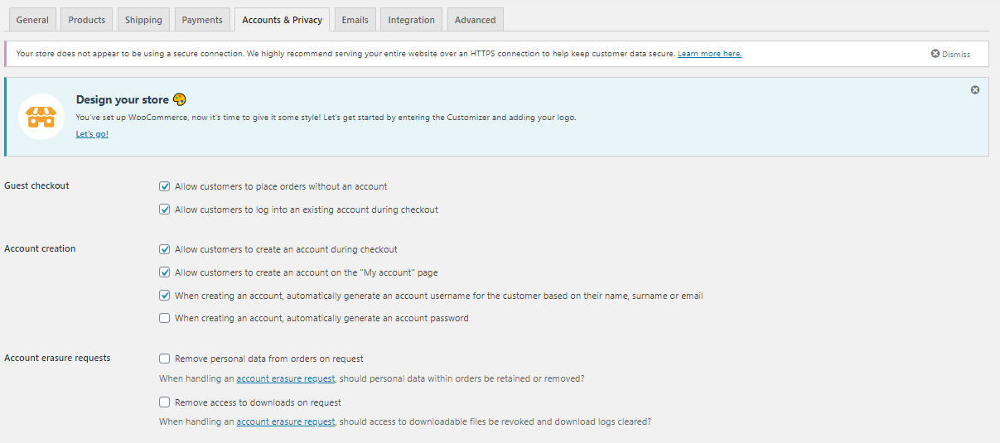 General Products Shipping Payments Accounts & Privacy Emails Integration Advanced
Your store does not appear to be using a secure connection. We highly recommend serving your entire website over an HTTPS connection to help keep customer data secure. Learn more here. Dismiss
Design your store
You've set up WooCommerce, now it's time to give it some style! Let's get started by entering the Customizer and adding your logo.
Let's go!
Guest checkout Allow customers to place orders without an account
Allow customers to log into an existing account during checkout
Account creation Allow customers to create an account during checkout
Allow customers to create an account on the "My account" page
When creating an account, automatically generate an account username for the customer based on their name, surname or email
When creating an account, automatically generate an account password
Account erasure requests Remove personal data from orders on request
When handling an account erasure request, should personal data within orders be retained or removed?
Remove access to downloads on request
When handling an account erasure request, should access to downloadable files be revoked and download logs cleared?